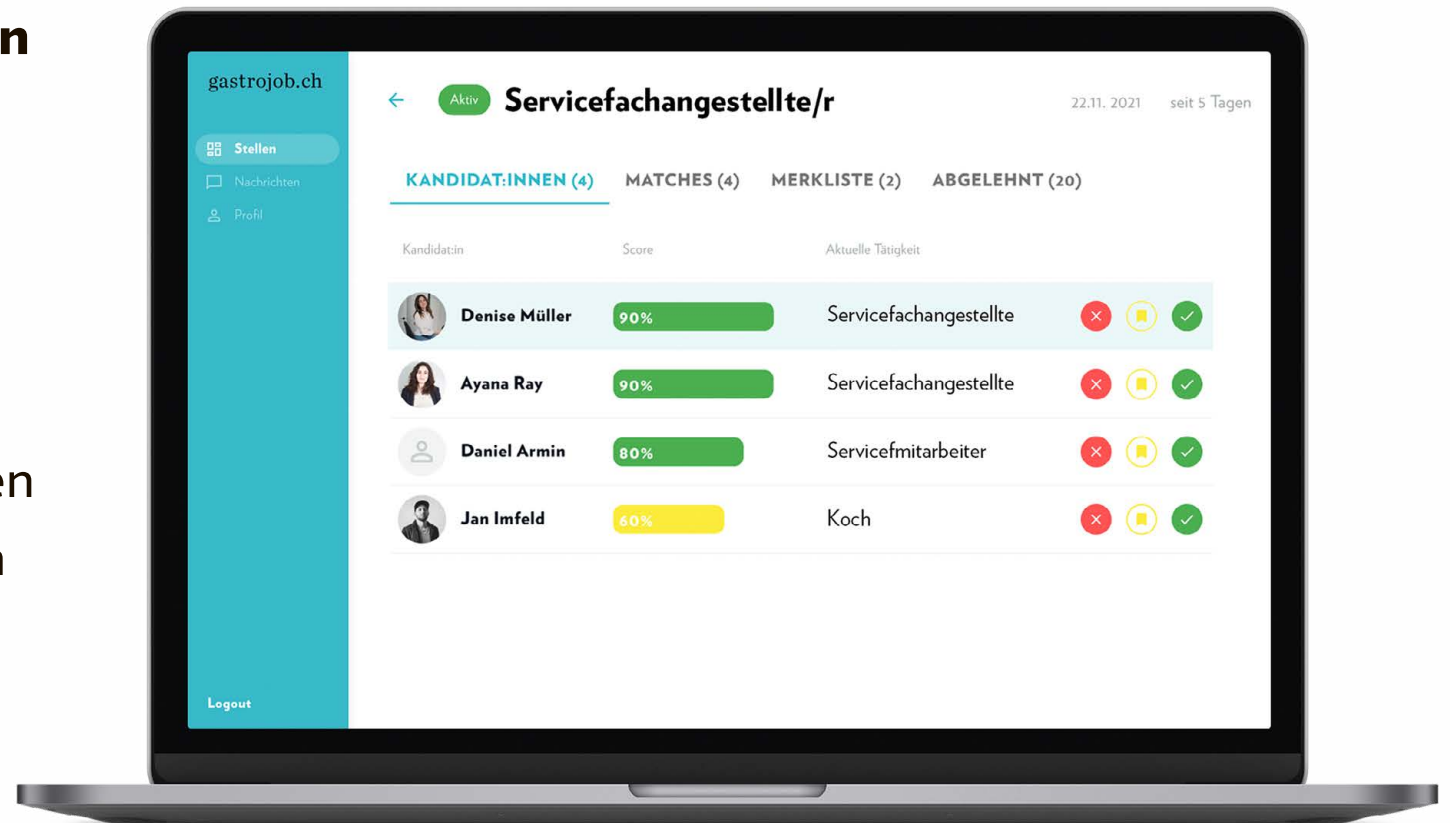 n
en
n
gastrojob.ch
Stellen
Nachrichten
Profil
Logout
Aktiv Servicefachangestellte/r 22.11. 2021 seit 5 Tagen
KANDIDAT:INNEN (4) MATCHES (4) MERKLISTE (2) ABGELEHNT (20)
Kandidat:in Score Aktuelle Tätigkeit
Denise Müller 90% Servicefachangestellte
Ayana Ray 90% Servicefachangestellte
Daniel Armin 80% Servicefmitarbeiter
Jan Imfeld 60% Koch